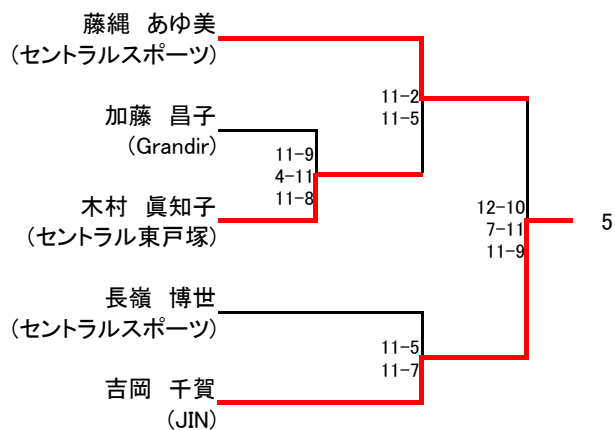 藤縄　あゆ美
(セントラルスポーツ)
11-2
11-5
加藤　昌子
(Grandir)
11-9
4-11
11-8
木村　眞知子
(セントラル東戸塚)
12-10
7-11
11-9
5
長嶺　博世
(セントラルスポーツ)
11-5
11-7
吉岡　千賀
(JIN)